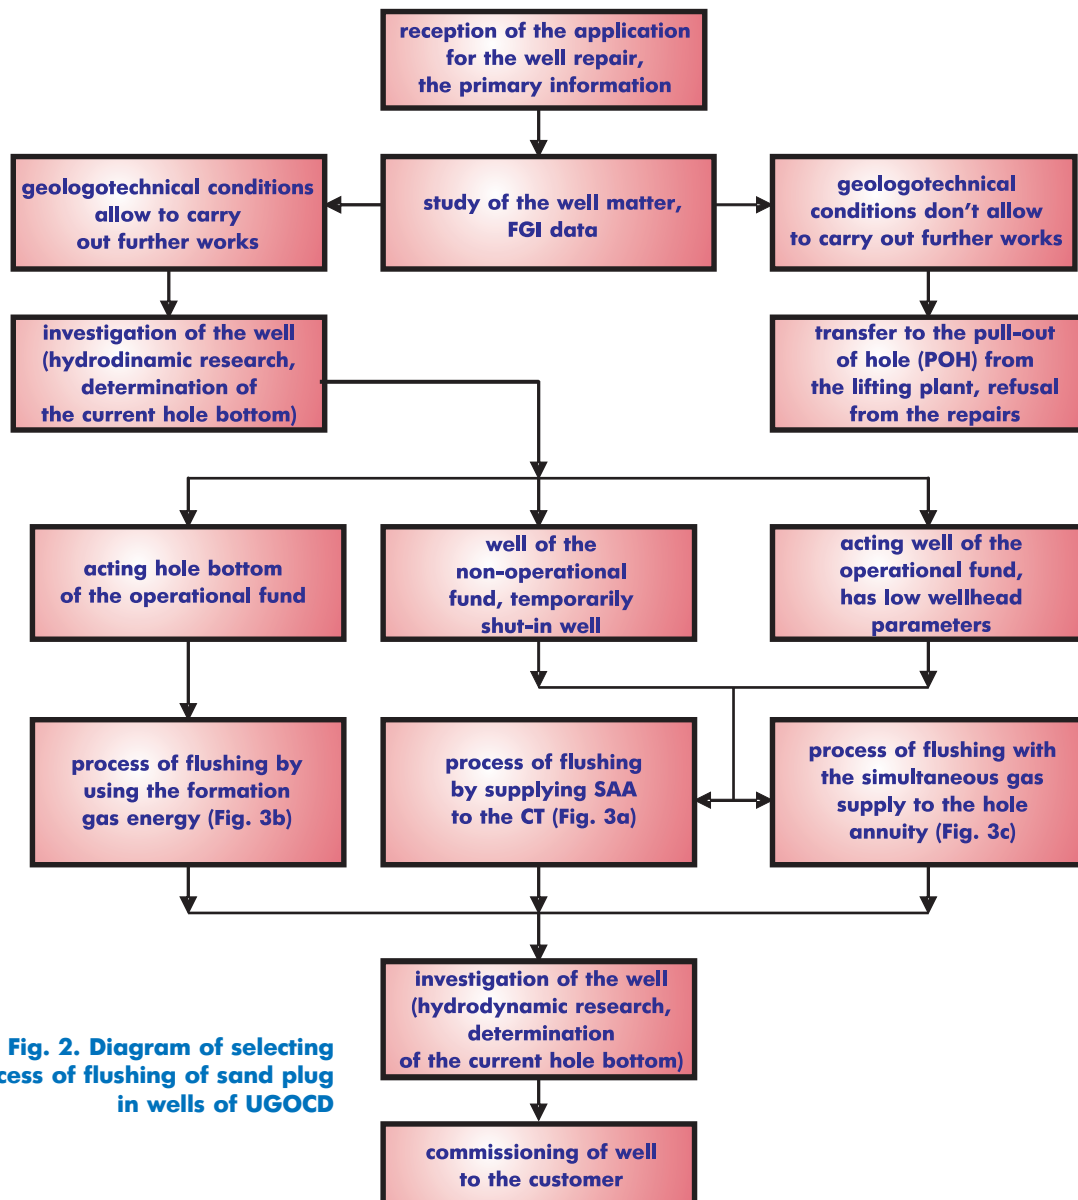 reception of the application
for the well repair,
the primary information
geologotechnical conditions
allow to carry
out further works
study of the well matter,
FGI data
geologotechnical
conditions don't allow
to carry out further works
investigation of the well
(hydrodinamic research,
determination of
the current hole bottom)
transfer to the pull-out
of hole (POH) from
the lifting plant, refusal
from the repairs
acting hole bottom
of the operational fund
well of the
non-operational
fund, temporarily
shut-in well
acting well of the
operational fund,
has low wellhead
parameters
process of flushing by
using the formation
gas energy (Fig. 3b)
process of flushing
by supplying SAA
to the CT (Fig. 3a)
process of flushing with
the simultaneous gas
supply to the hole
annuity (Fig. 3c)
investigation of the well
(hydrodynamic research,
determination
of the current hole bottom)
Fig. 2. Diagram of selecting
of flushing of sand plug
in wells of UGOCD
commissioning of well
to the customer